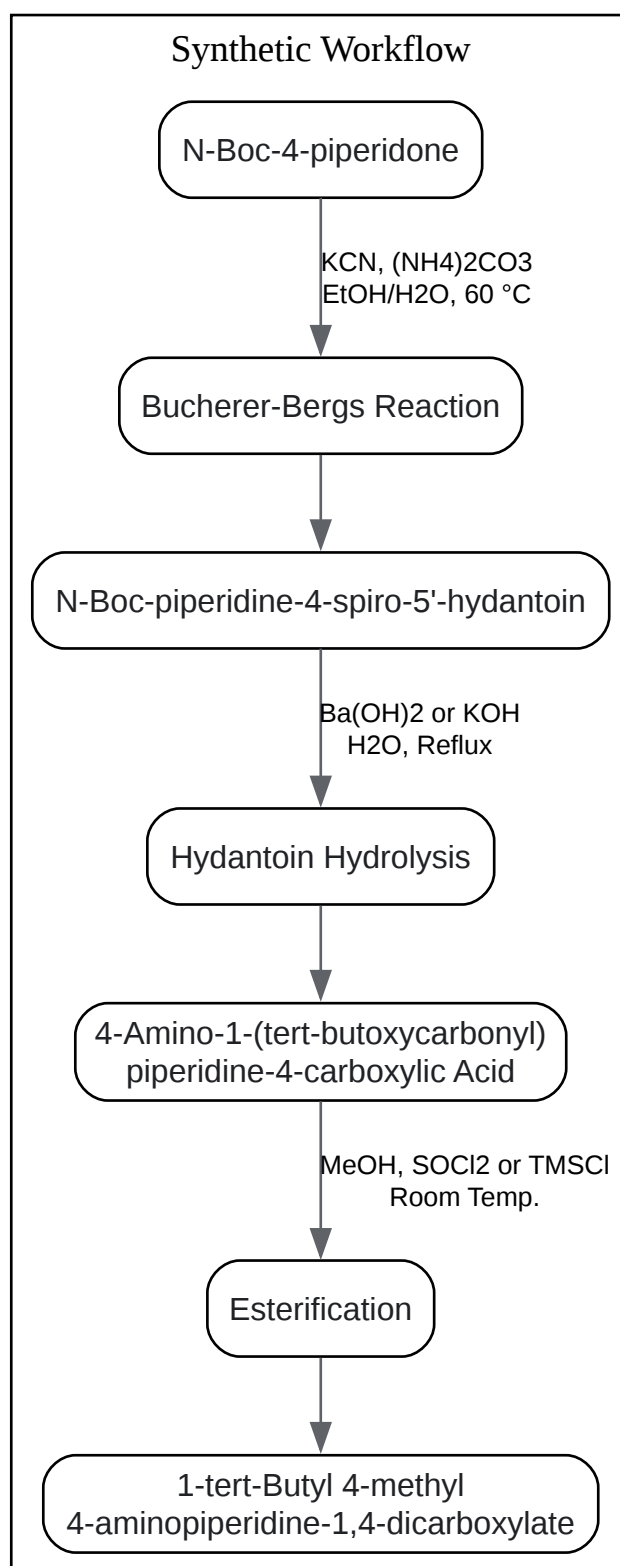 Synthetic Workflow
N-Boc-4-piperidone
KCN, (NH4)2CO3
EtOH/H2O, 60 °C
Bucherer-Bergs Reaction
N-Boc-piperidine-4-spiro-5'-hydantoin
Ba(OH)2 or KOH
H2O, Reflux
Hydantoin Hydrolysis
4-Amino-1-(tert-butoxycarbonyl)
piperidine-4-carboxylic Acid
MeOH, SOCl2 or TMSCl
Room Temp.
Esterification
1-tert-Butyl 4-methyl
4-aminopiperidine-1,4-dicarboxylate